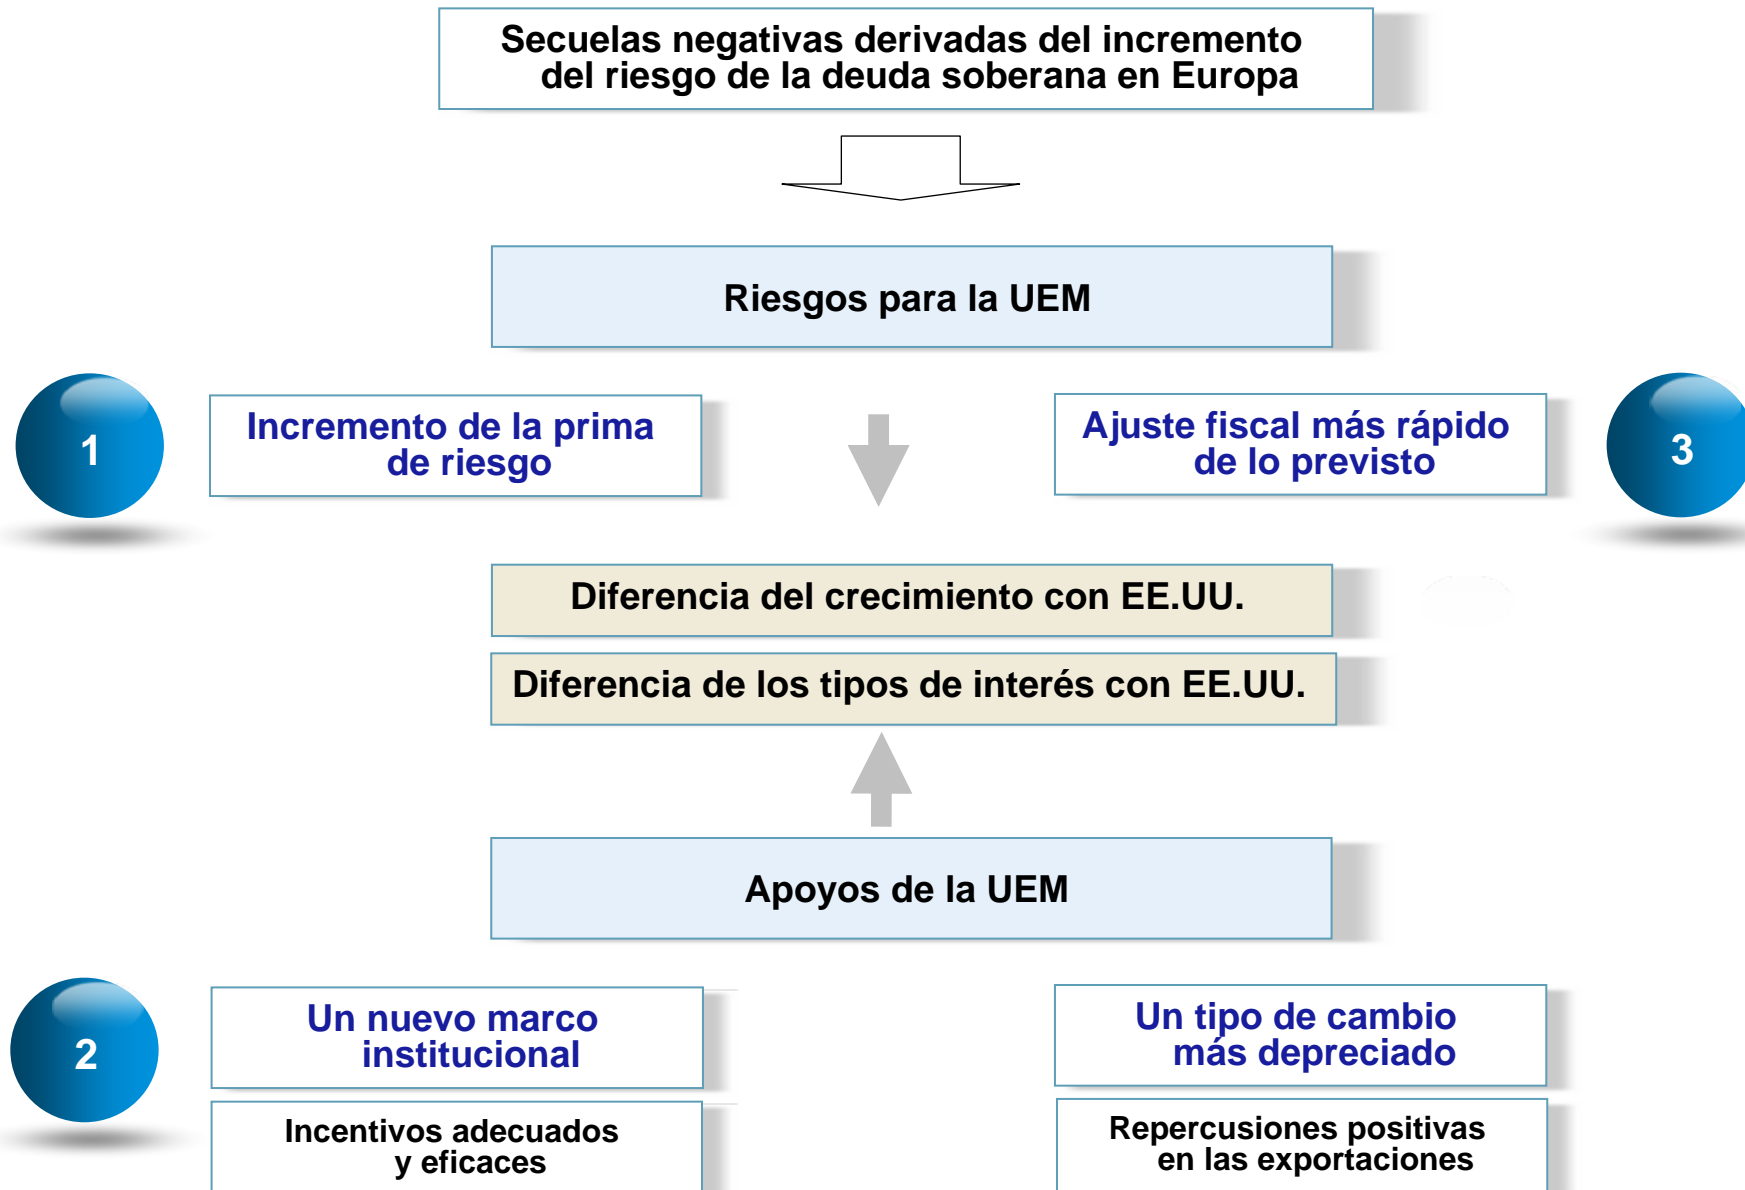 Secuelas negativas derivadas del incremento
del riesgo de la deuda soberana en Europa
Riesgos para la UEM
1
Incremento de la prima
de riesgo
Ajuste fiscal más rápido
de lo previsto
3
Diferencia del crecimiento con EE.UU.
Diferencia de los tipos de interés con EE.UU.
Apoyos de la UEM
2
Un nuevo marco
institucional
Incentivos adecuados
y eficaces
Un tipo de cambio
más depreciado
Repercusiones positivas
en las exportaciones